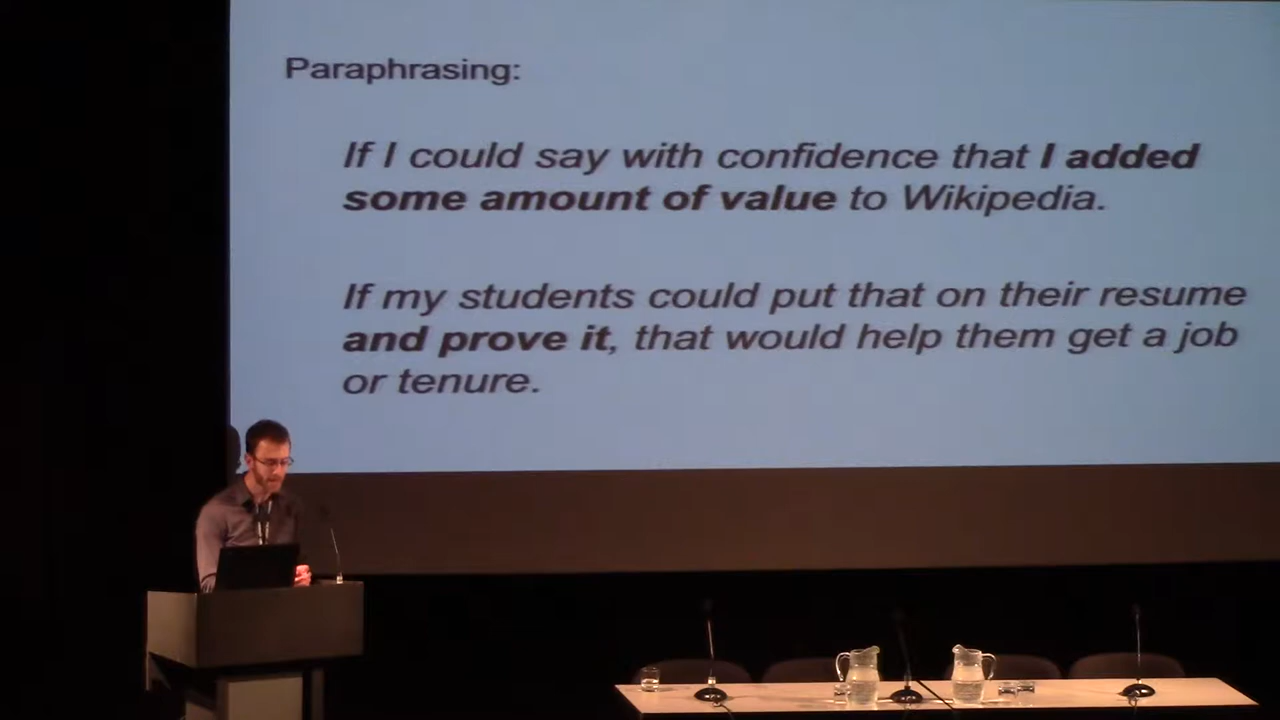 Paraphrasing:
If I could say with confidence that I added
some amount of value to Wikipedia.
If my students could put that on their resume
and prove it, that would help them get a job
or tenure.